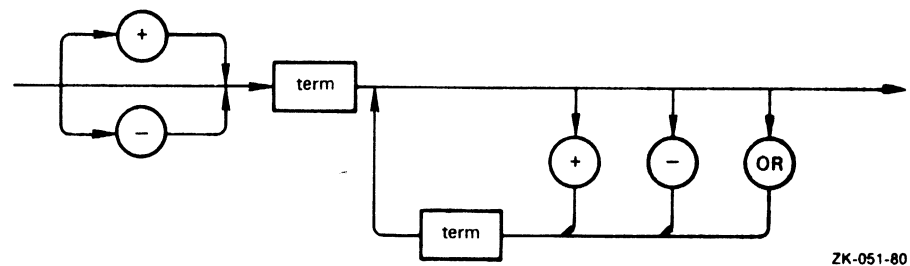 +
term
−
+
−
OR
term
ZK-051-80